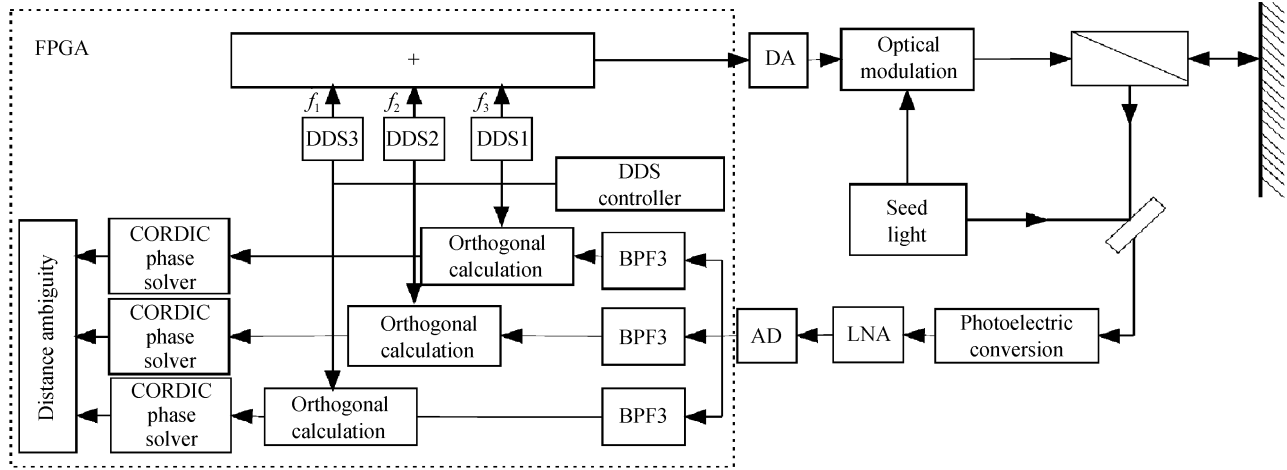 FPGA
+
DA
Optical
modulation
f1
f2
f3
DDS3
DDS2
DDS1
DDS
controller
Seed
light
Distance ambiguity
CORDIC
phase
solver
Orthogonal
calculation
BPF3
CORDIC
phase
solver
Orthogonal
calculation
BPF3
AD
LNA
Photoelectric
conversion
CORDIC
phase
solver
Orthogonal
calculation
BPF3